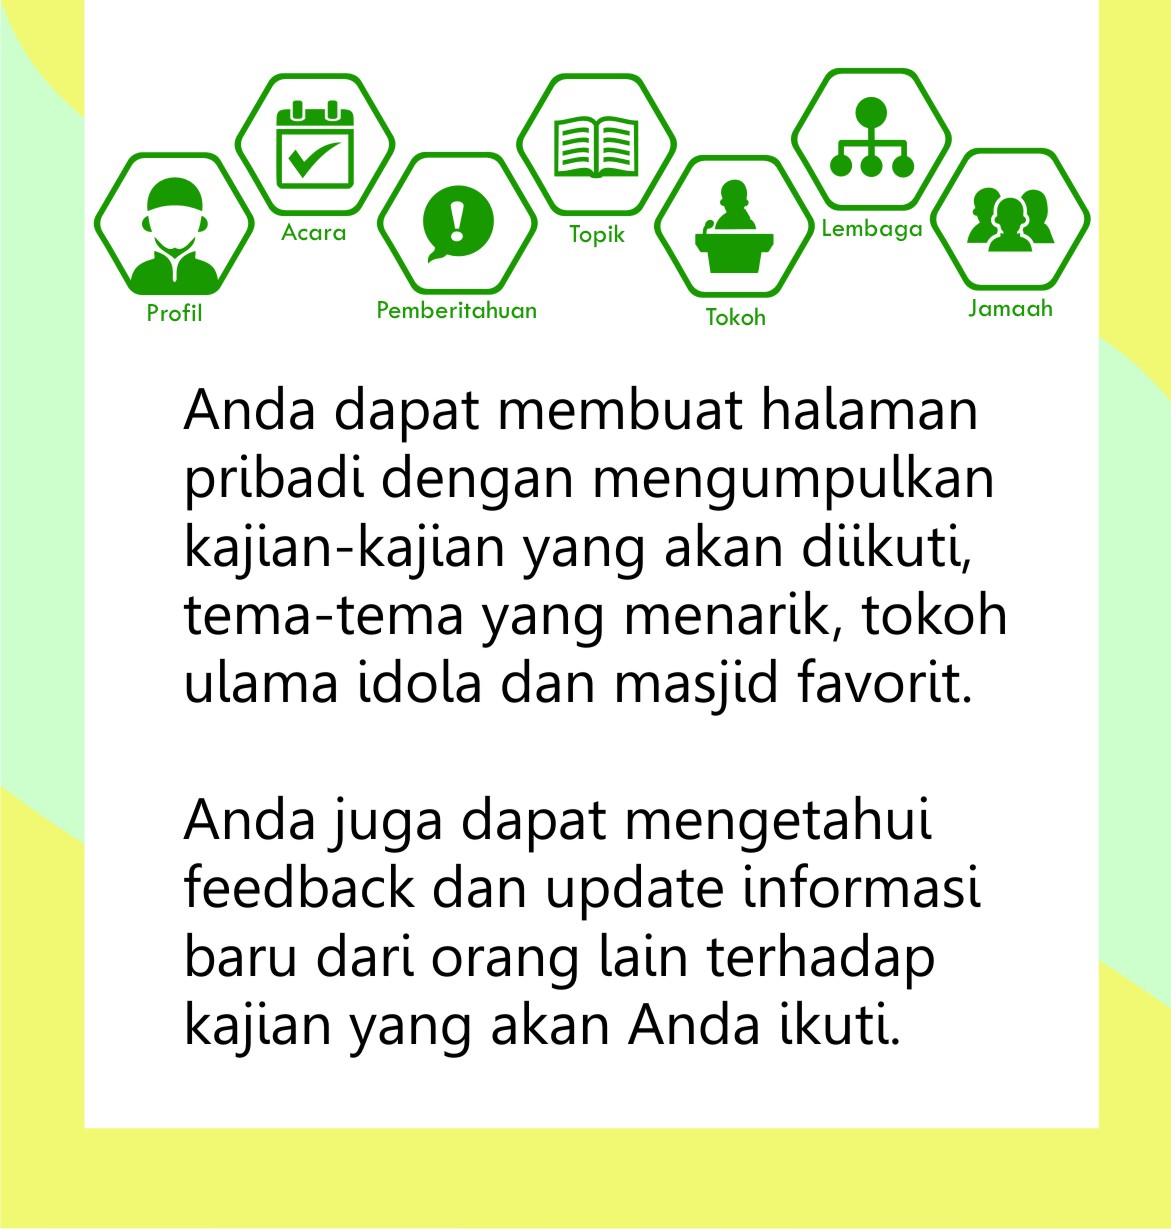 Profil
Acara
Pemberitahuan
Topik
Tokoh
Lembaga
Jamaah
Anda dapat membuat halaman
pribadi dengan mengumpulkan
kajian-kajian yang akan diikuti,
tema-tema yang menarik, tokoh
ulama idola dan masjid favorit.
Anda juga dapat mengetahui
feedback dan update informasi
baru dari orang lain terhadap
kajian yang akan Anda ikuti.